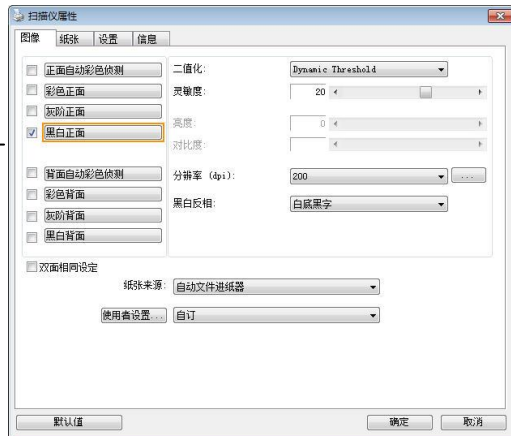 扫描仪属性
图像 纸张 设置 信息
正面自动彩色侦测
彩色正面
灰阶正面
黑白正面
背面自动彩色侦测
彩色背面
灰阶背面
黑白背面
二值化: Dynamic Threshold
灵敏度: 20
亮度: 0
对比度:
分辨率 (dpi): 200 ...
黑白反相: 白底黑字
双面相同设定
纸张来源: 自动文件进纸器
使用者设置... 自订
默认值 确定 取消